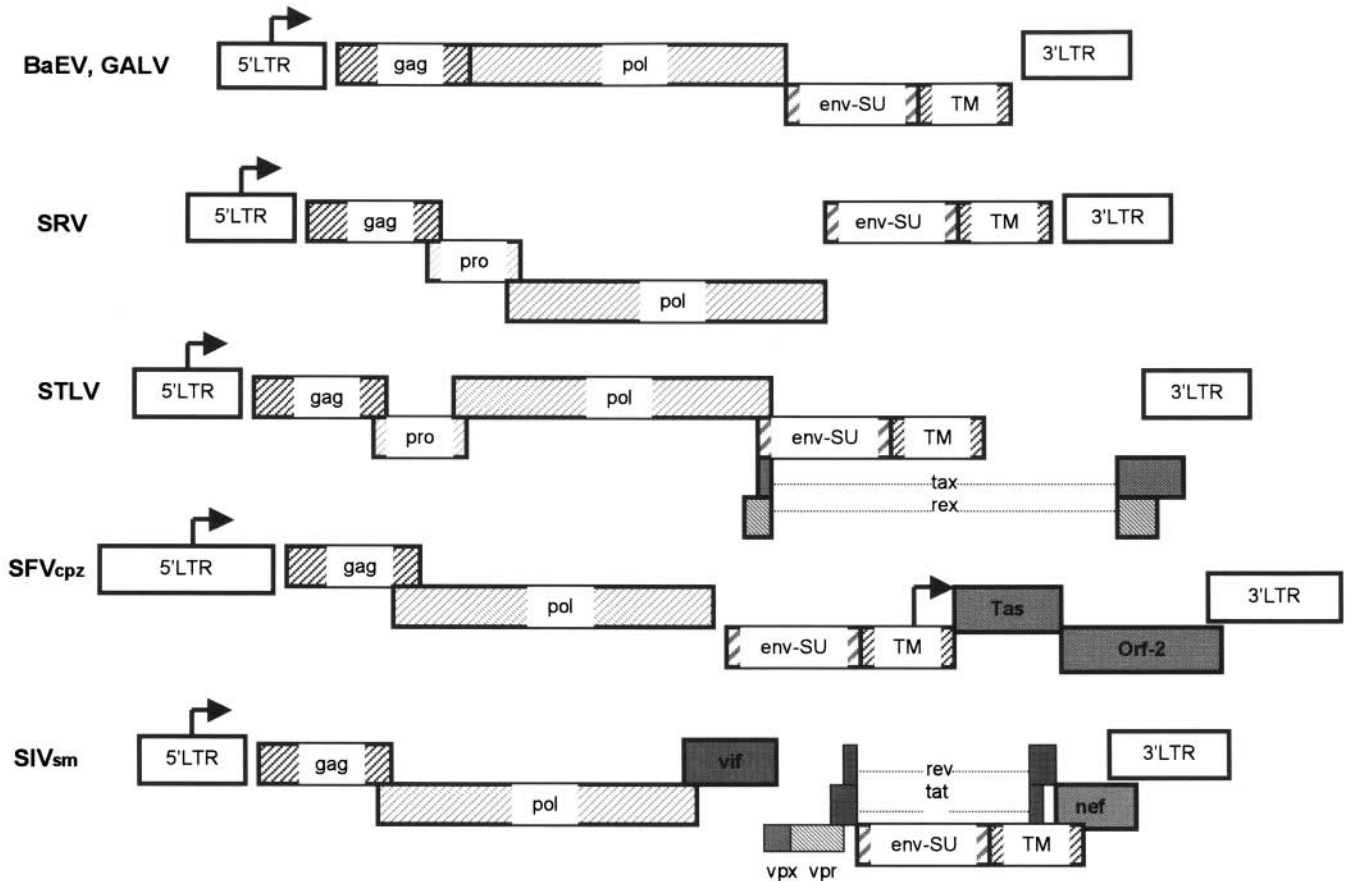 BaEV, GALV 5'LTR gag pol env-SU TM 3'LTR
SRV 5'LTR gag pro pol env-SU TM 3'LTR
STLV 5'LTR gag pro pol env-SU TM tax rex 3'LTR
SFVcpz 5'LTR gag pol env-SU TM Tas Orf-2 3'LTR
SIVsm 5'LTR gag pol vif vpx vpr rev tat env-SU TM nef 3'LTR